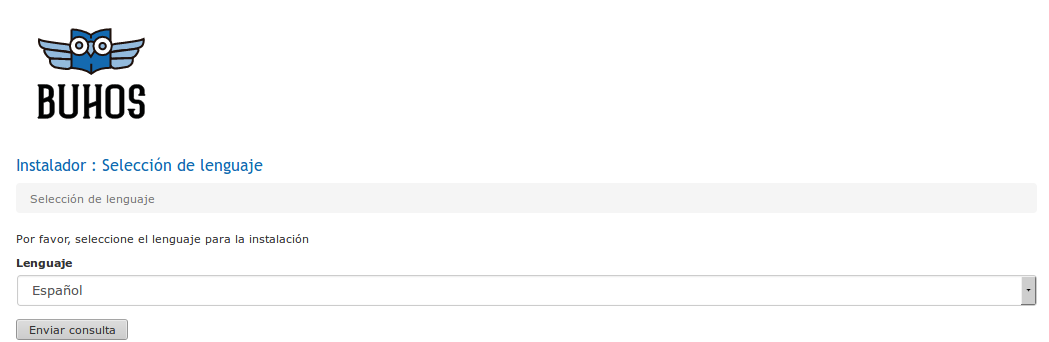 BUHOS
Instalador : Selección de lenguaje
Selección de lenguaje
Por favor, seleccione el lenguaje para la instalación
Lenguaje
Español
Enviar consulta